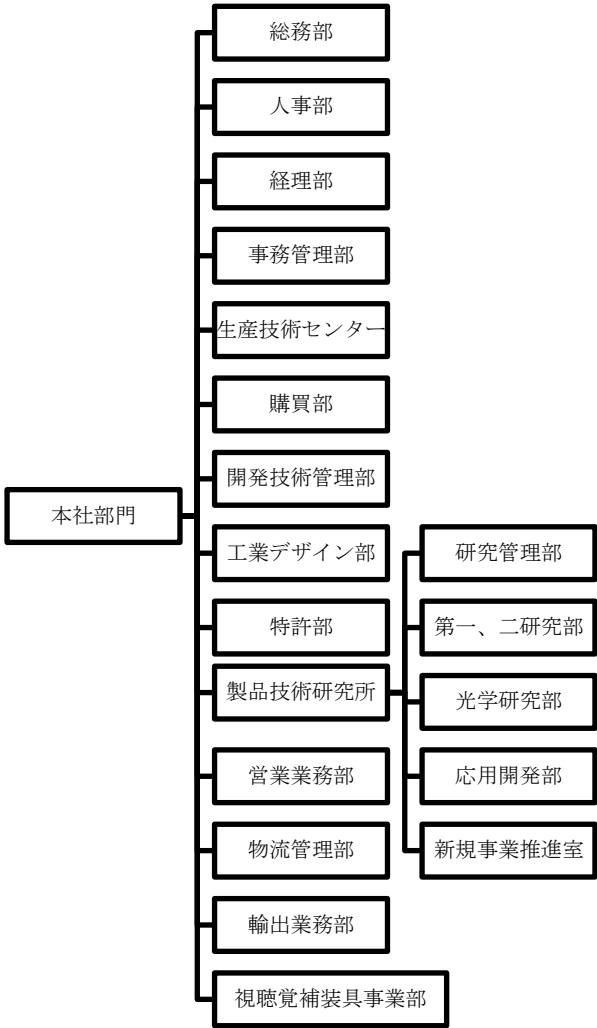 本社部門
総務部
人事部
経理部
事務管理部
生産技術センター
購買部
開発技術管理部
工業デザイン部
特許部
製品技術研究所
研究管理部
第一、二研究部
光学研究部
応用開発部
新規事業推進室
営業業務部
物流管理部
輸出業務部
視聴覚補装具事業部